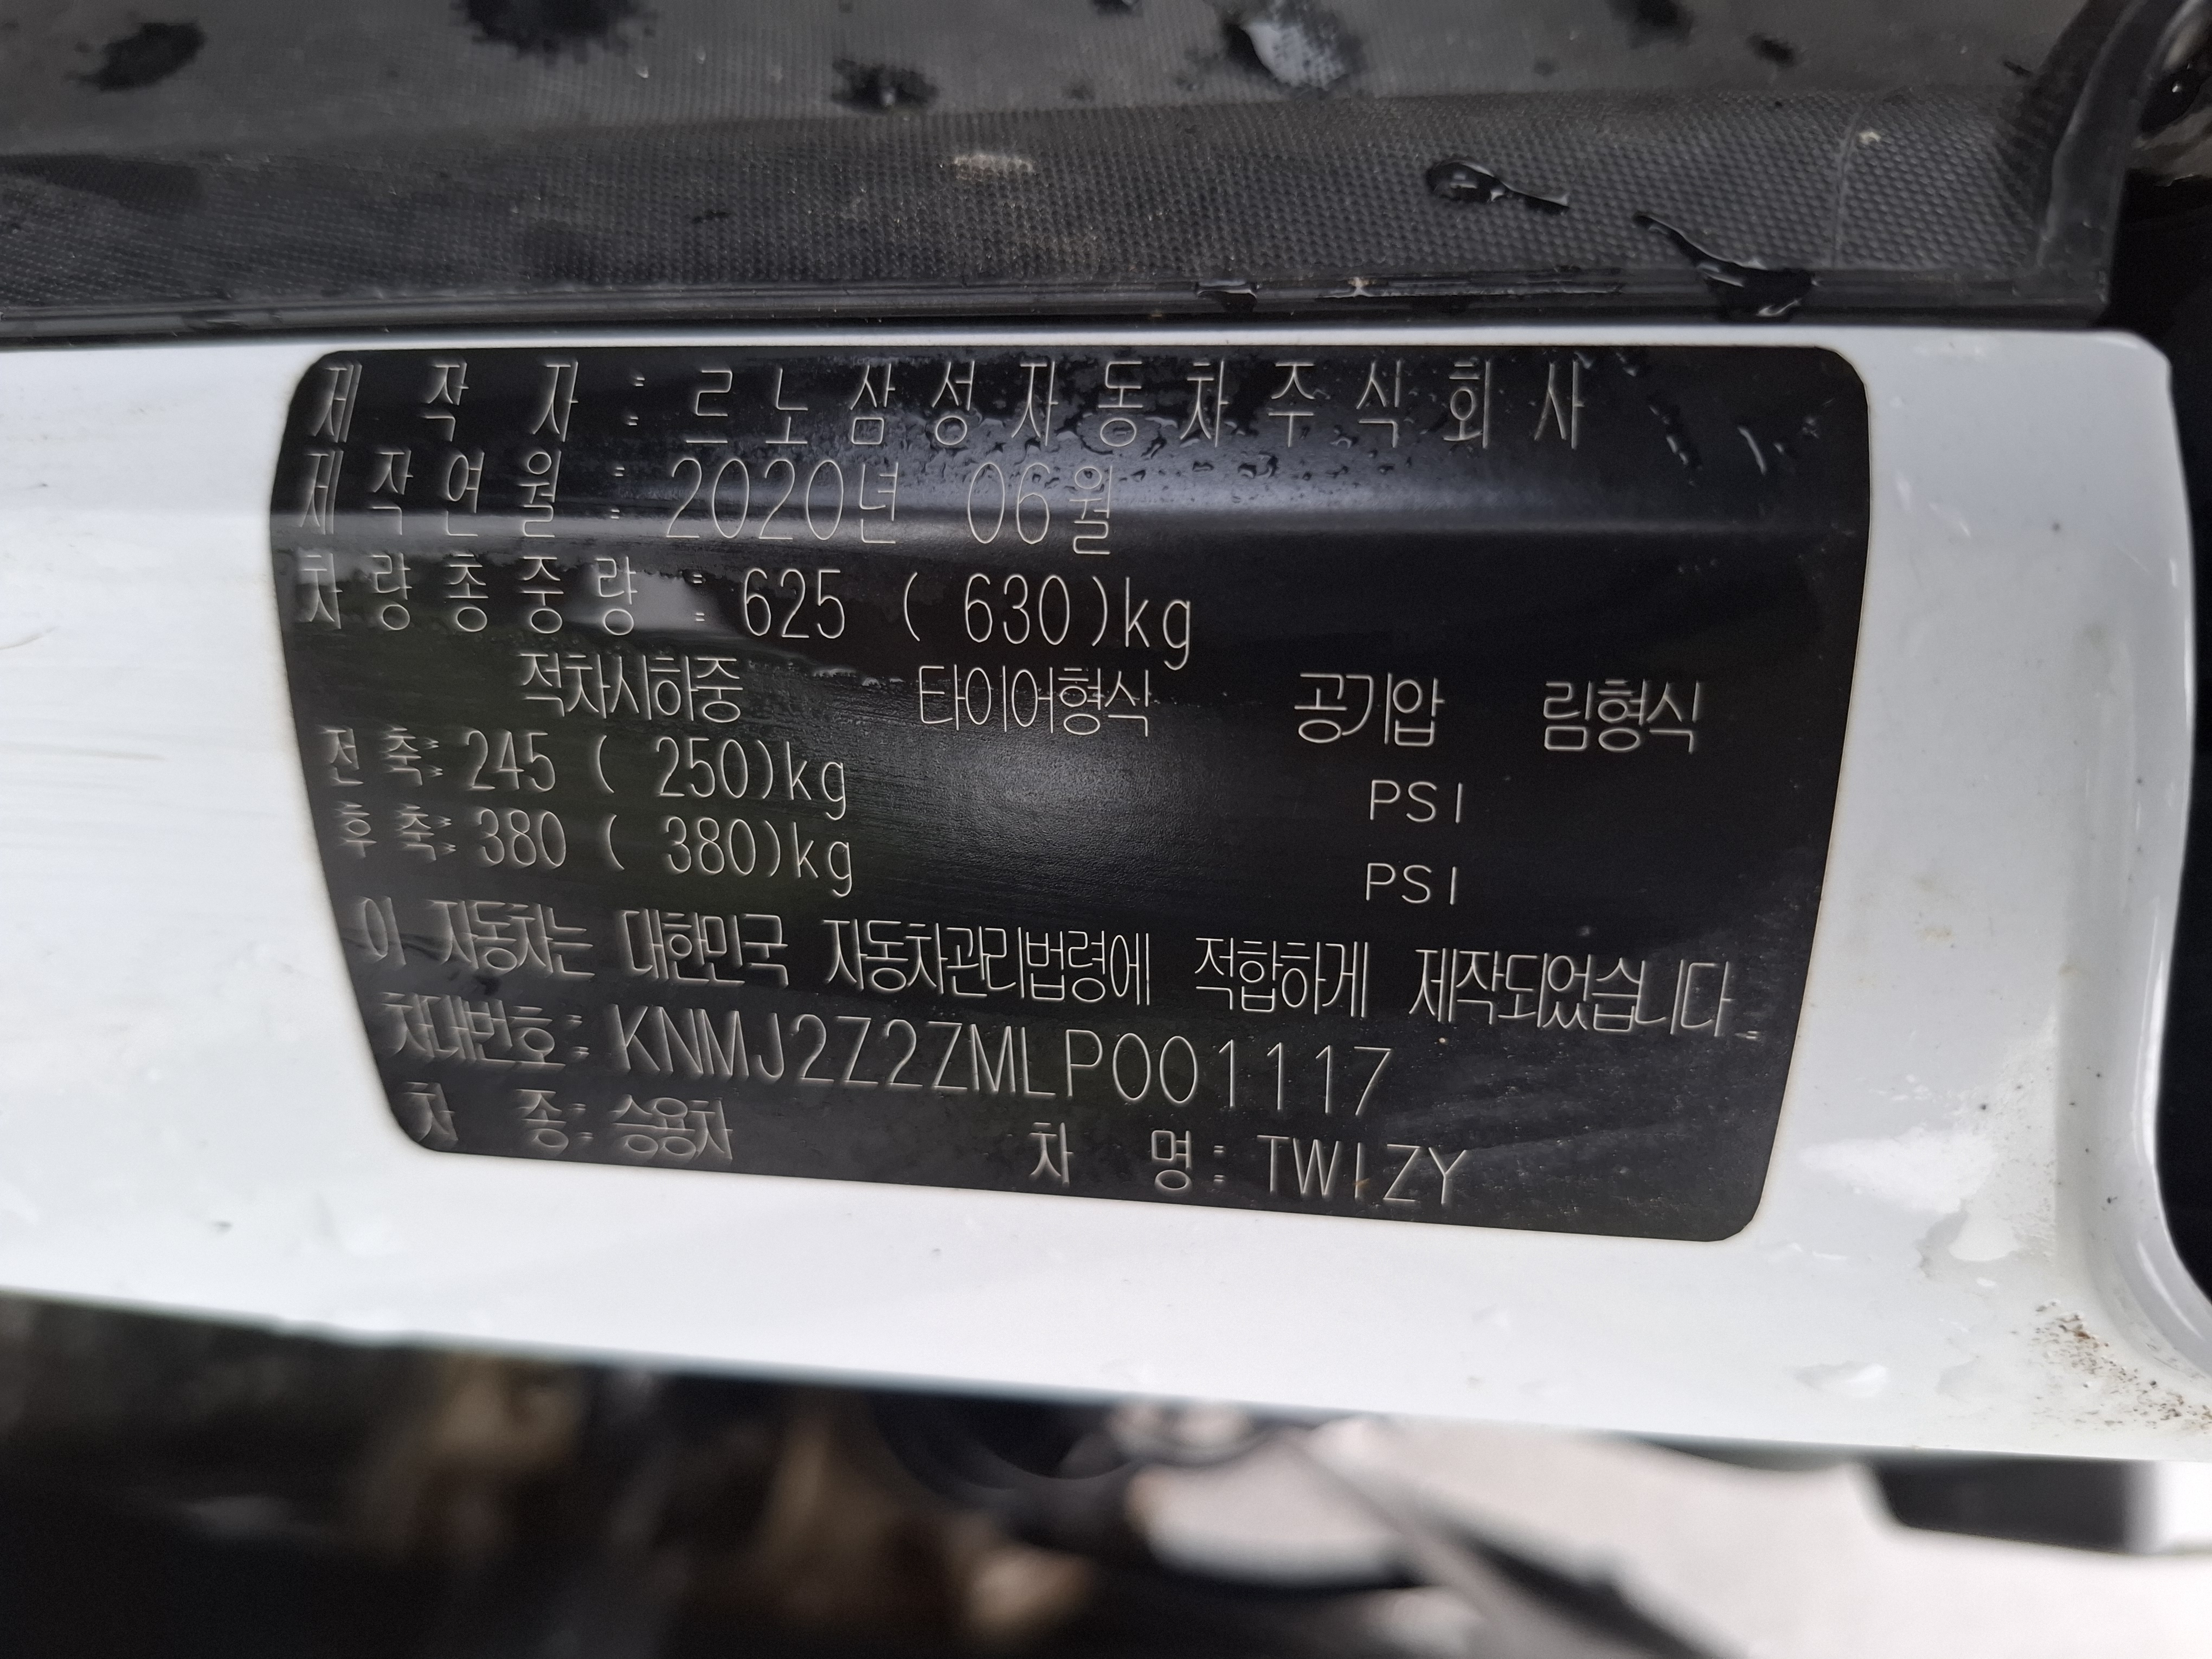 제 작 자 : 르노삼성자동차주식회사
제작연월 : 2020년 06월
차량총중량 : 625 ( 630)kg
적차시하중 타이어형식 공기압 림형식
전축: 245 ( 250)kg PSI
후축: 380 ( 380)kg PSI
이 자동차는 대한민국 자동차관리법령에 적합하게 제작되었습니다.
차대번호: KNMJ2Z2ZMLP001117
차 종: 승용차 차 명: TWIZY